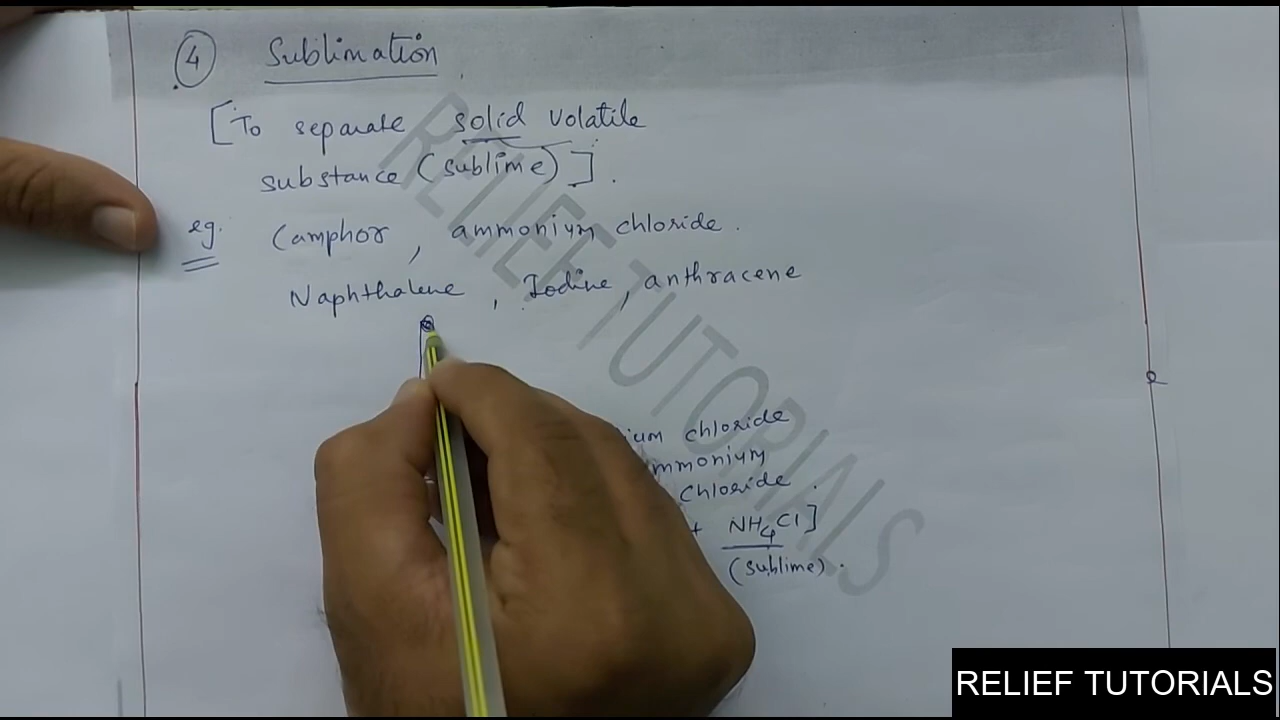 4 Sublimation
[To separate solid volatile
substance (sublime)].
eg. Camphor, ammonium chloride.
Naphthalene, Iodine, anthracene
chloride
mmonium
chloride.
+ NH4Cl]
(sublime).
RELIEF TUTORIALS
RELIEF TUTORIALS